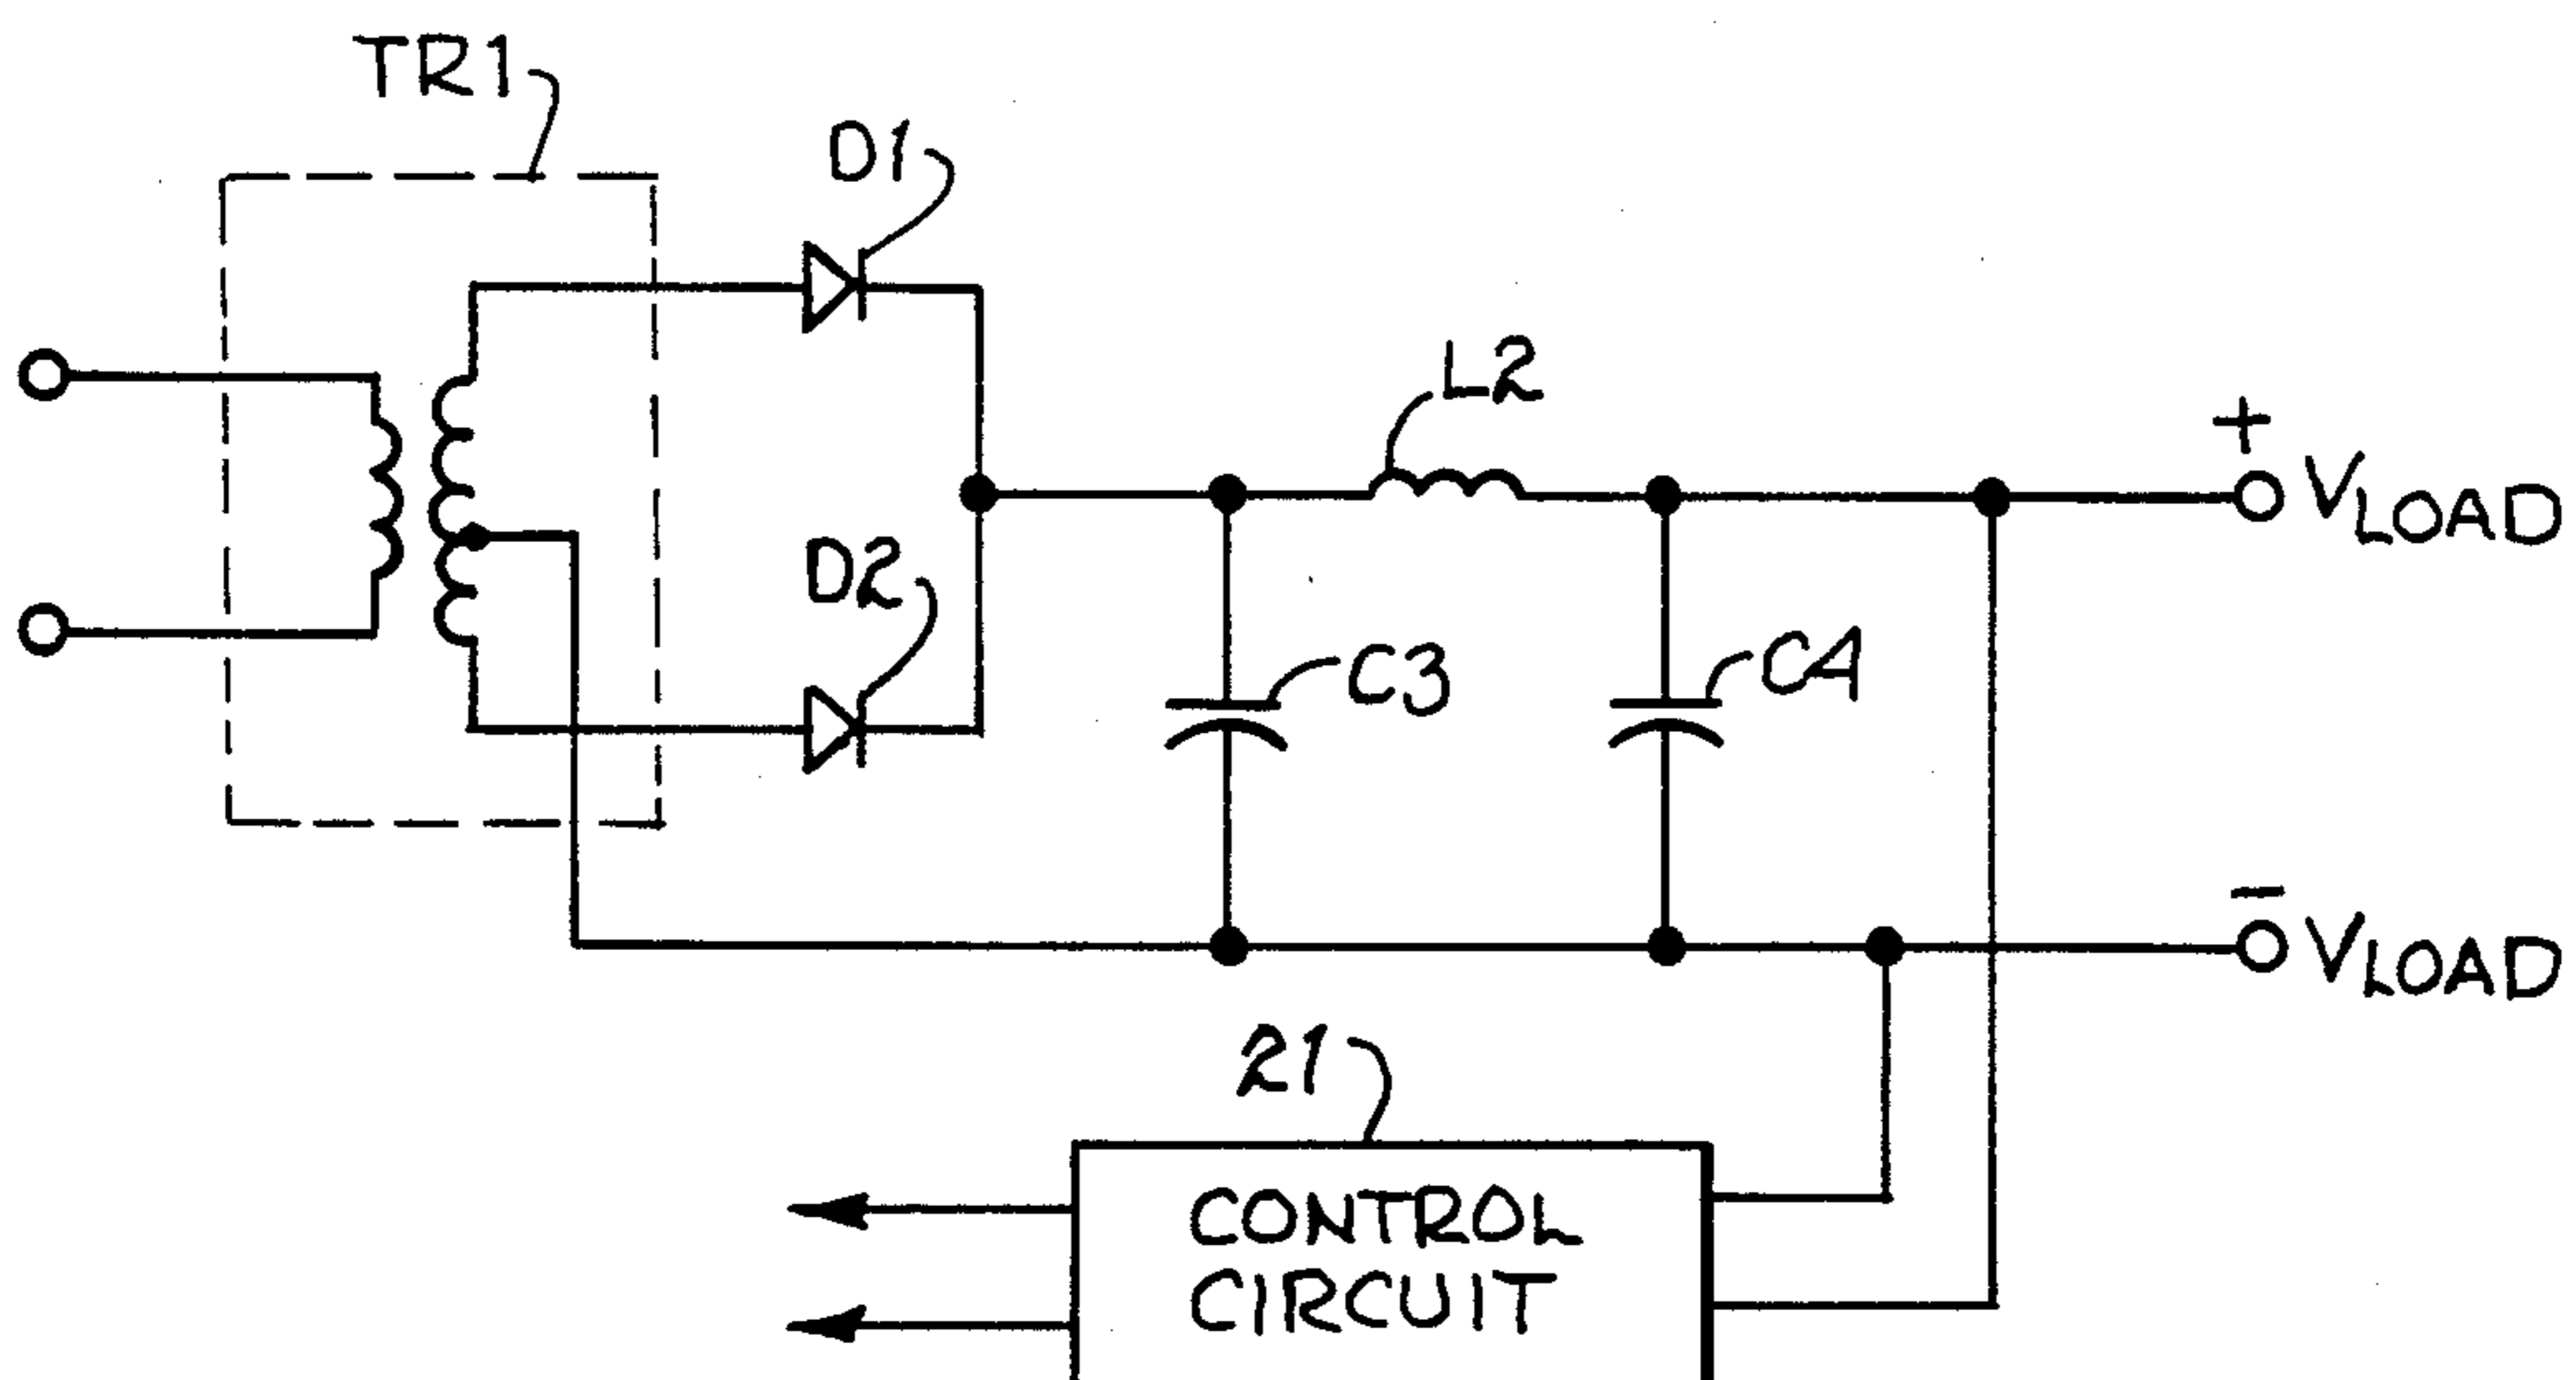 TR1
D1
L2
+
VLOAD
D2
C3
C4
−
VLOAD
21
CONTROL
CIRCUIT